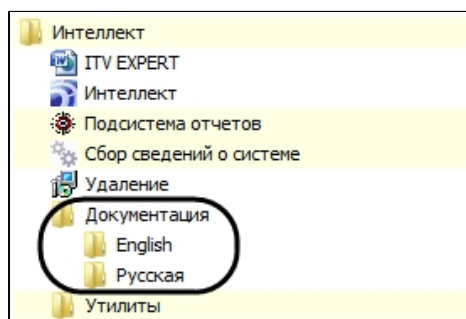 Интеллект
ITV EXPERT
Интеллект
Подсистема отчетов
Сбор сведений о системе
Удаление
Документация
English
Русская
Утилиты